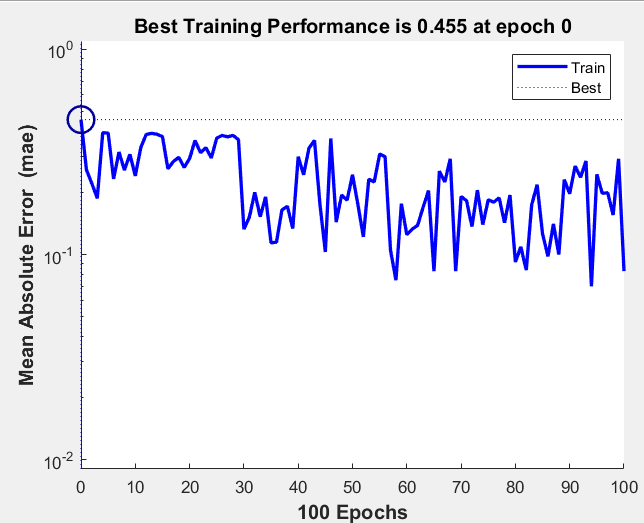 Best Training Performance is 0.455 at epoch 0
Train
Best
Mean Absolute Error (mae)
10^0
10^-1
10^-2
0 10 20 30 40 50 60 70 80 90 100
100 Epochs